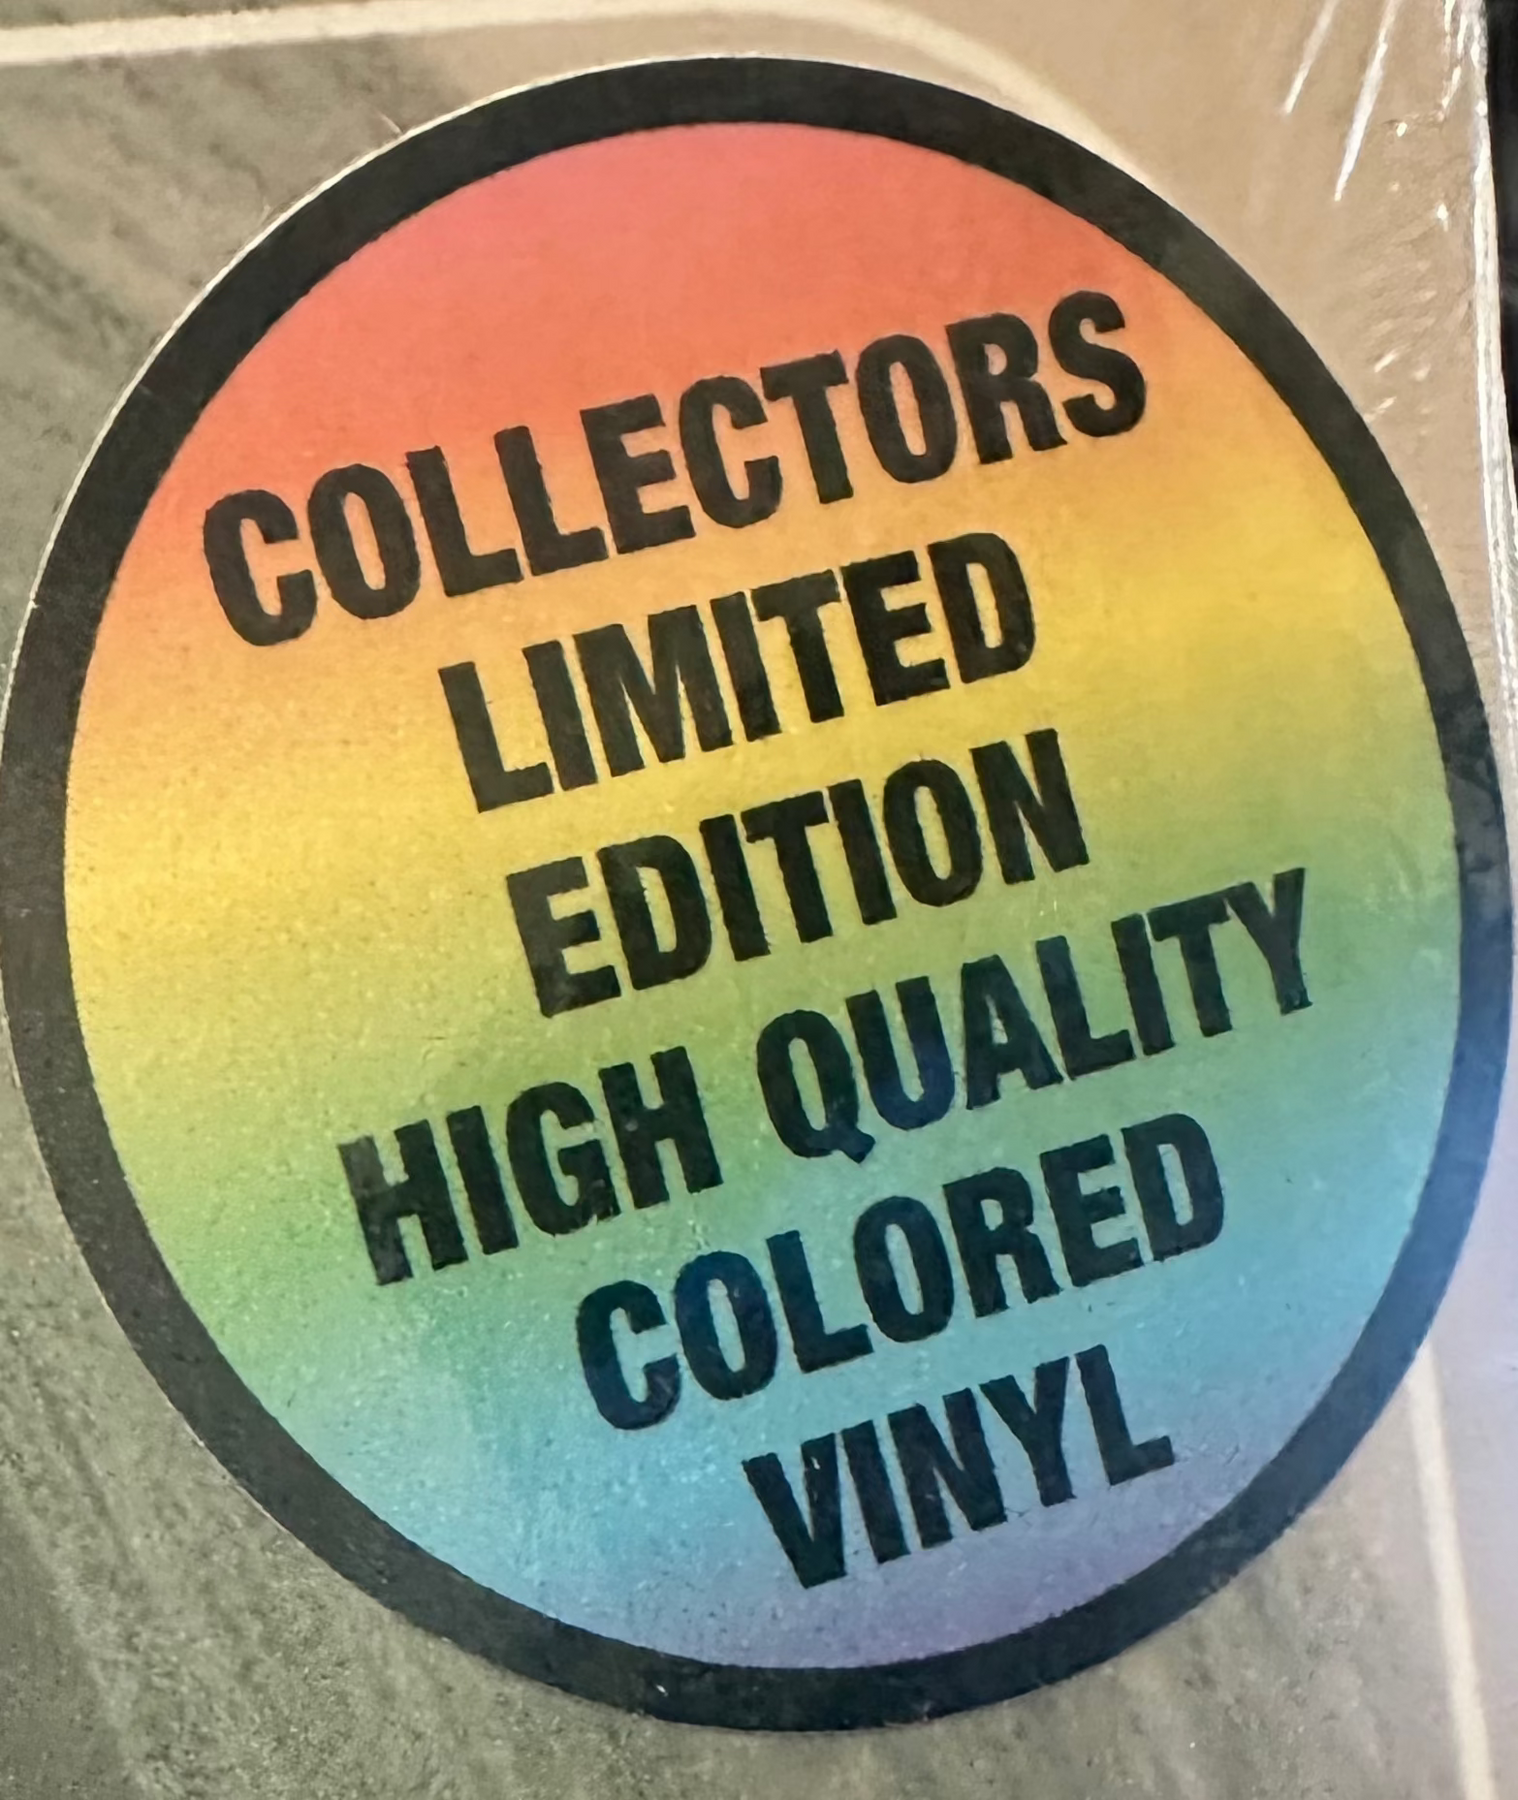 COLLECTORS
LIMITED
EDITION
HIGH QUALITY
COLORED
VINYL